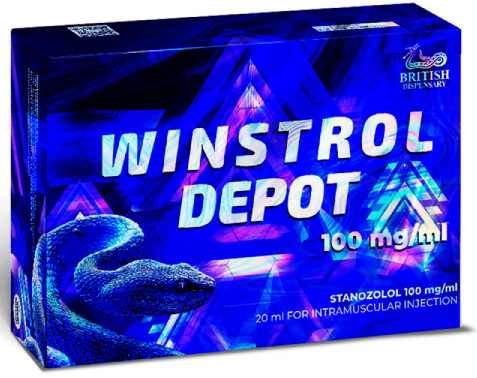 BRITISH
DISPENSARY
WINSTROL
DEPOT
100 mg/ml
STANOZOLOL 100 mg/ml
20 ml FOR INTRAMUSCULAR INJECTION